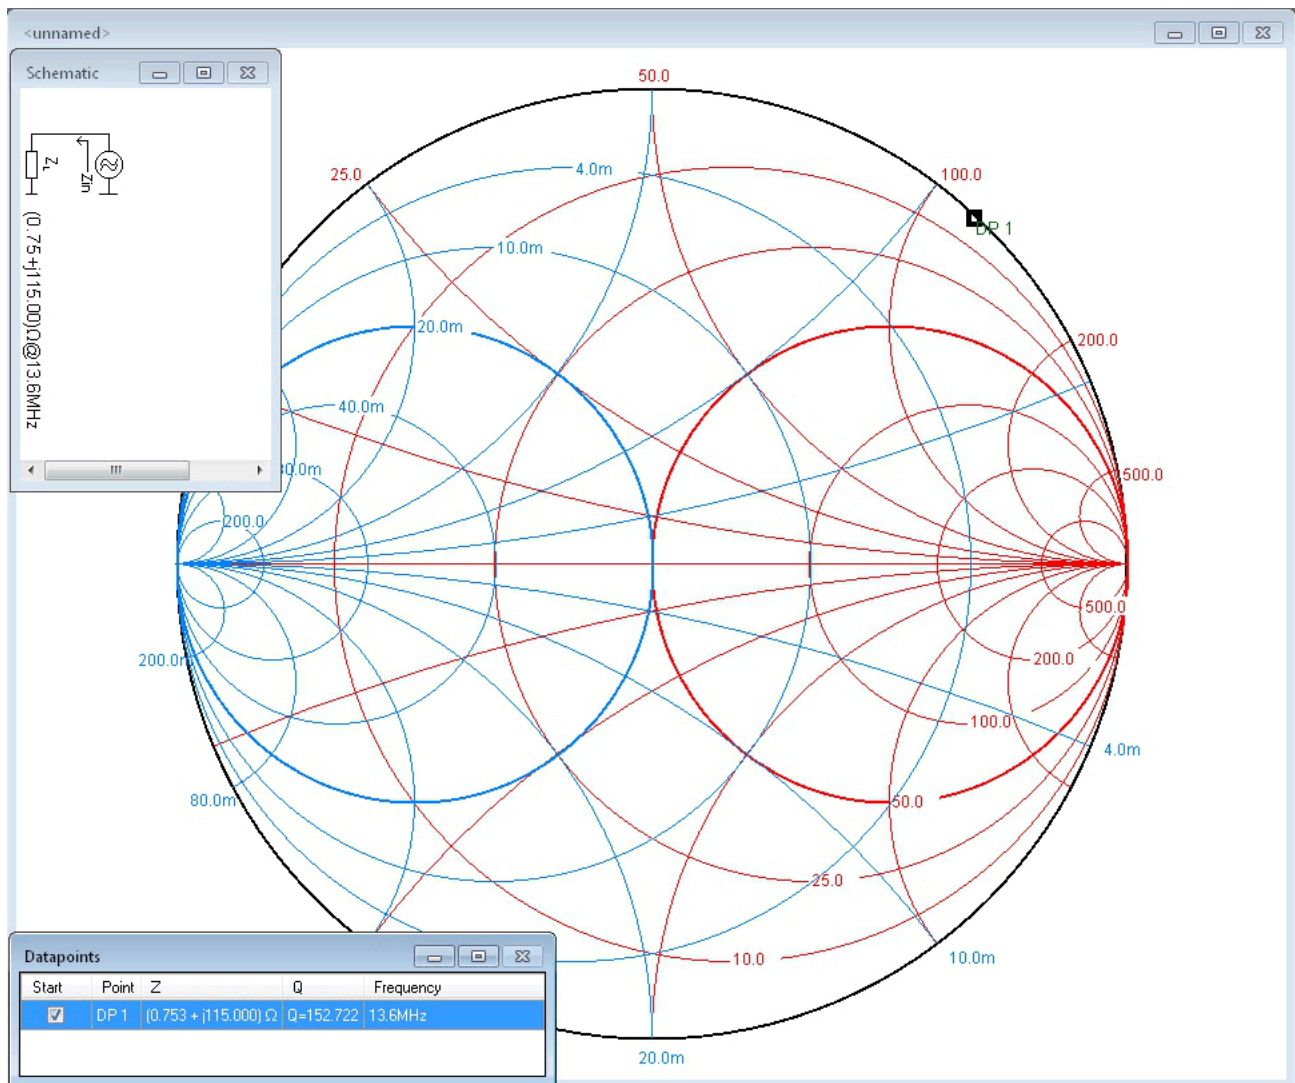 <unnamed>
Schematic
ZL
Zin
(0.75+j115.00)Ω@13.6MHz
50.0
25.0
4.0m
100.0
DP 1
10.0m
20.0m
200.0
40.0m
500.0
200.0
500.0
200.0
100.0
4.0m
80.0m
50.0
25.0
10.0
10.0m
20.0m
Datapoints
Start Point Z Q Frequency
DP 1 (0.753 + j115.000) Ω Q=152.722 13.6MHz